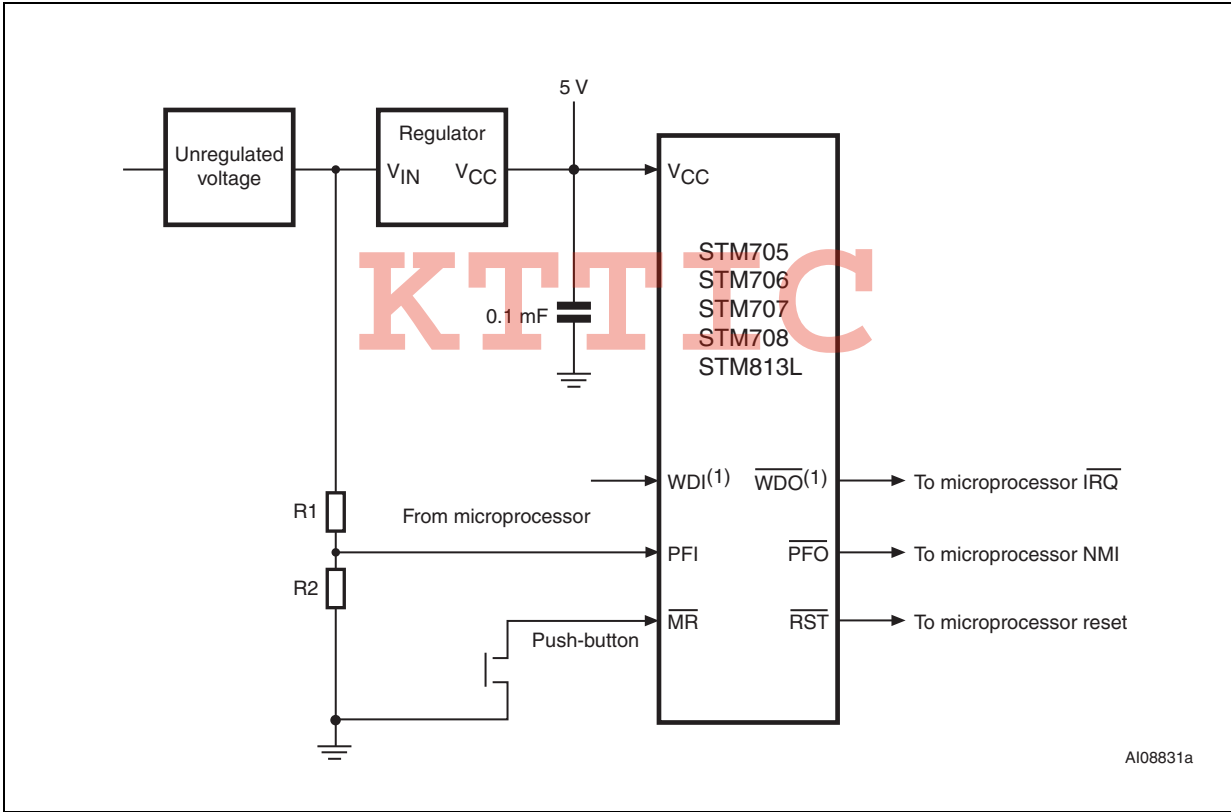 5 V
Unregulated
voltage
Regulator
VIN VCC
VCC
STM705
STM706
STM707
STM708
STM813L
KTTIC
0.1 mF
WDI(1)
WDO(1)
To microprocessor IRQ
R1
From microprocessor
PFI
PFO
To microprocessor NMI
R2
MR
RST
To microprocessor reset
Push-button
AI08831a